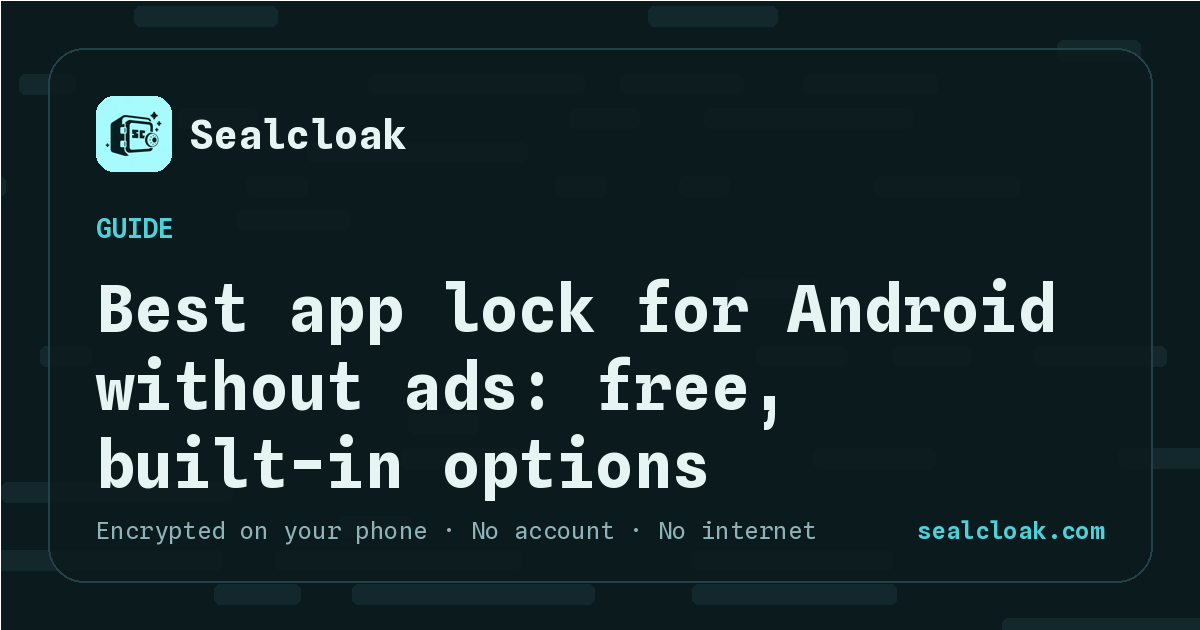 SC
Sealcloak
GUIDE
Best app lock for Android
without ads: free,
built-in options
Encrypted on your phone · No account · No internet
sealcloak.com